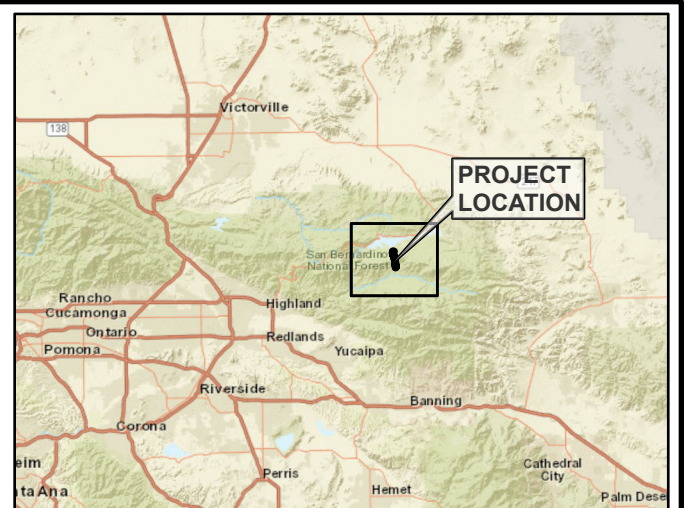 Victorville
138
PROJECT
LOCATION
San Bernardino
National Forest
Rancho
Cucamonga
Highland
Ontario
Redlands
Pomona
Yucaipa
Riverside
Banning
Corona
eim
Cathedral
City
Perris
ta Ana
Hemet
Palm Dese